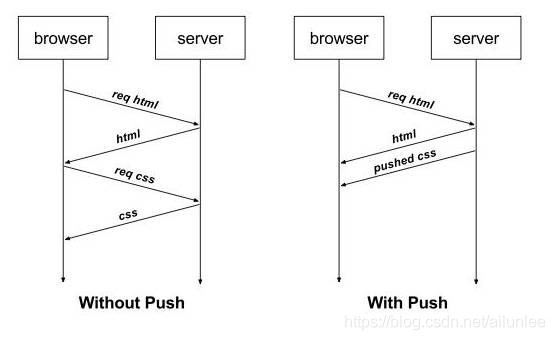 browser
server
req html
html
req css
css
Without Push
browser
server
req html
html
pushed css
With Push
https://blog.csdn.net/ailunlee